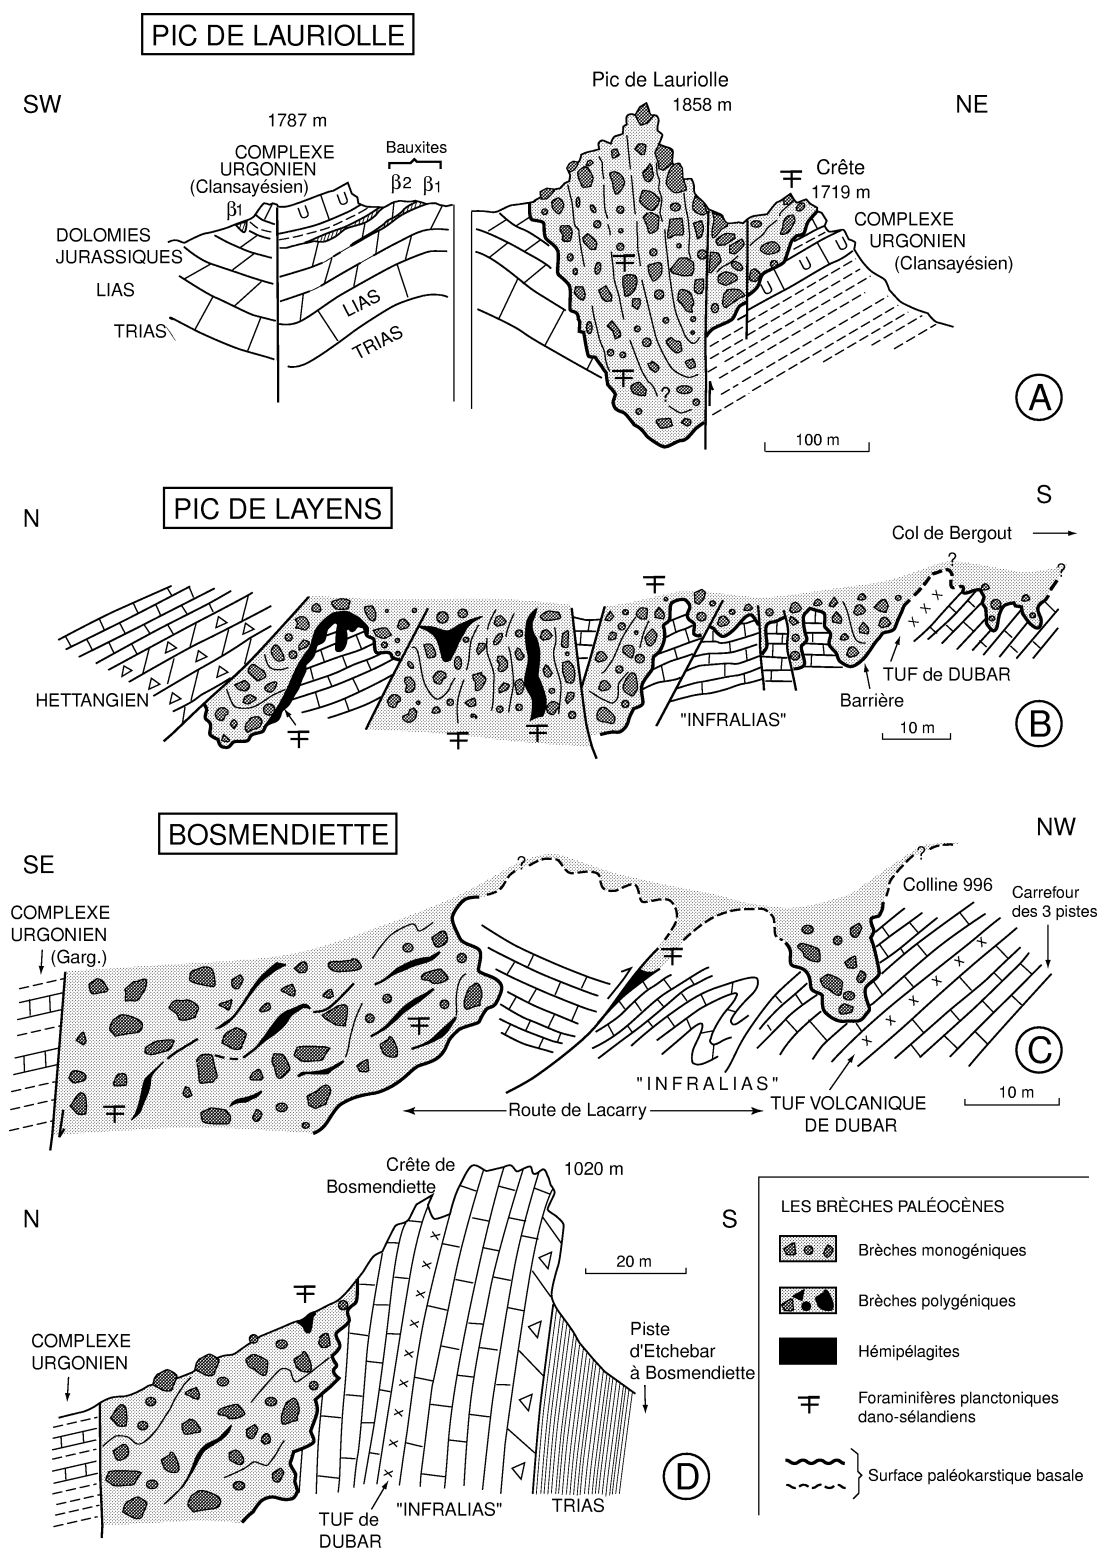 PIC DE LAURIOLLE
SW
NE
Pic de Lauriolle
1858 m
1787 m
COMPLEXE
URGONIEN
(Clansayésien)
Bauxites
β2 β1
β1
Crête
1719 m
COMPLEXE
URGONIEN
(Clansayésien)
DOLOMIES
JURASSIQUES
LIAS
TRIAS
U U
LIAS
TRIAS
U U U
?
A
100 m
PIC DE LAYENS
N
S
Col de Bergout
?
?
x x x
HETTANGIEN
TUF de DUBAR
Barrière
"INFRALIAS"
10 m
B
BOSMENDIETTE
SE
NW
?
?
Colline 996
Carrefour
des 3 pistes
COMPLEXE
URGONIEN
(Garg.)
x x x x x x
C
"INFRALIAS"
Route de Lacarry
TUF VOLCANIQUE
DE DUBAR
10 m
Crête de
Bosmendiette
1020 m
N
S
20 m
COMPLEXE
URGONIEN
x x x x x x x x x x
Piste
d'Etchebar
à Bosmendiette
D
TUF de
DUBAR
"INFRALIAS"
TRIAS
LES BRÈCHES PALÉOCÈNES
Brèches monogéniques
Brèches polygéniques
Hémipélagites
Foraminifères planctoniques
dano-sélandiens
Surface paléokarstique basale